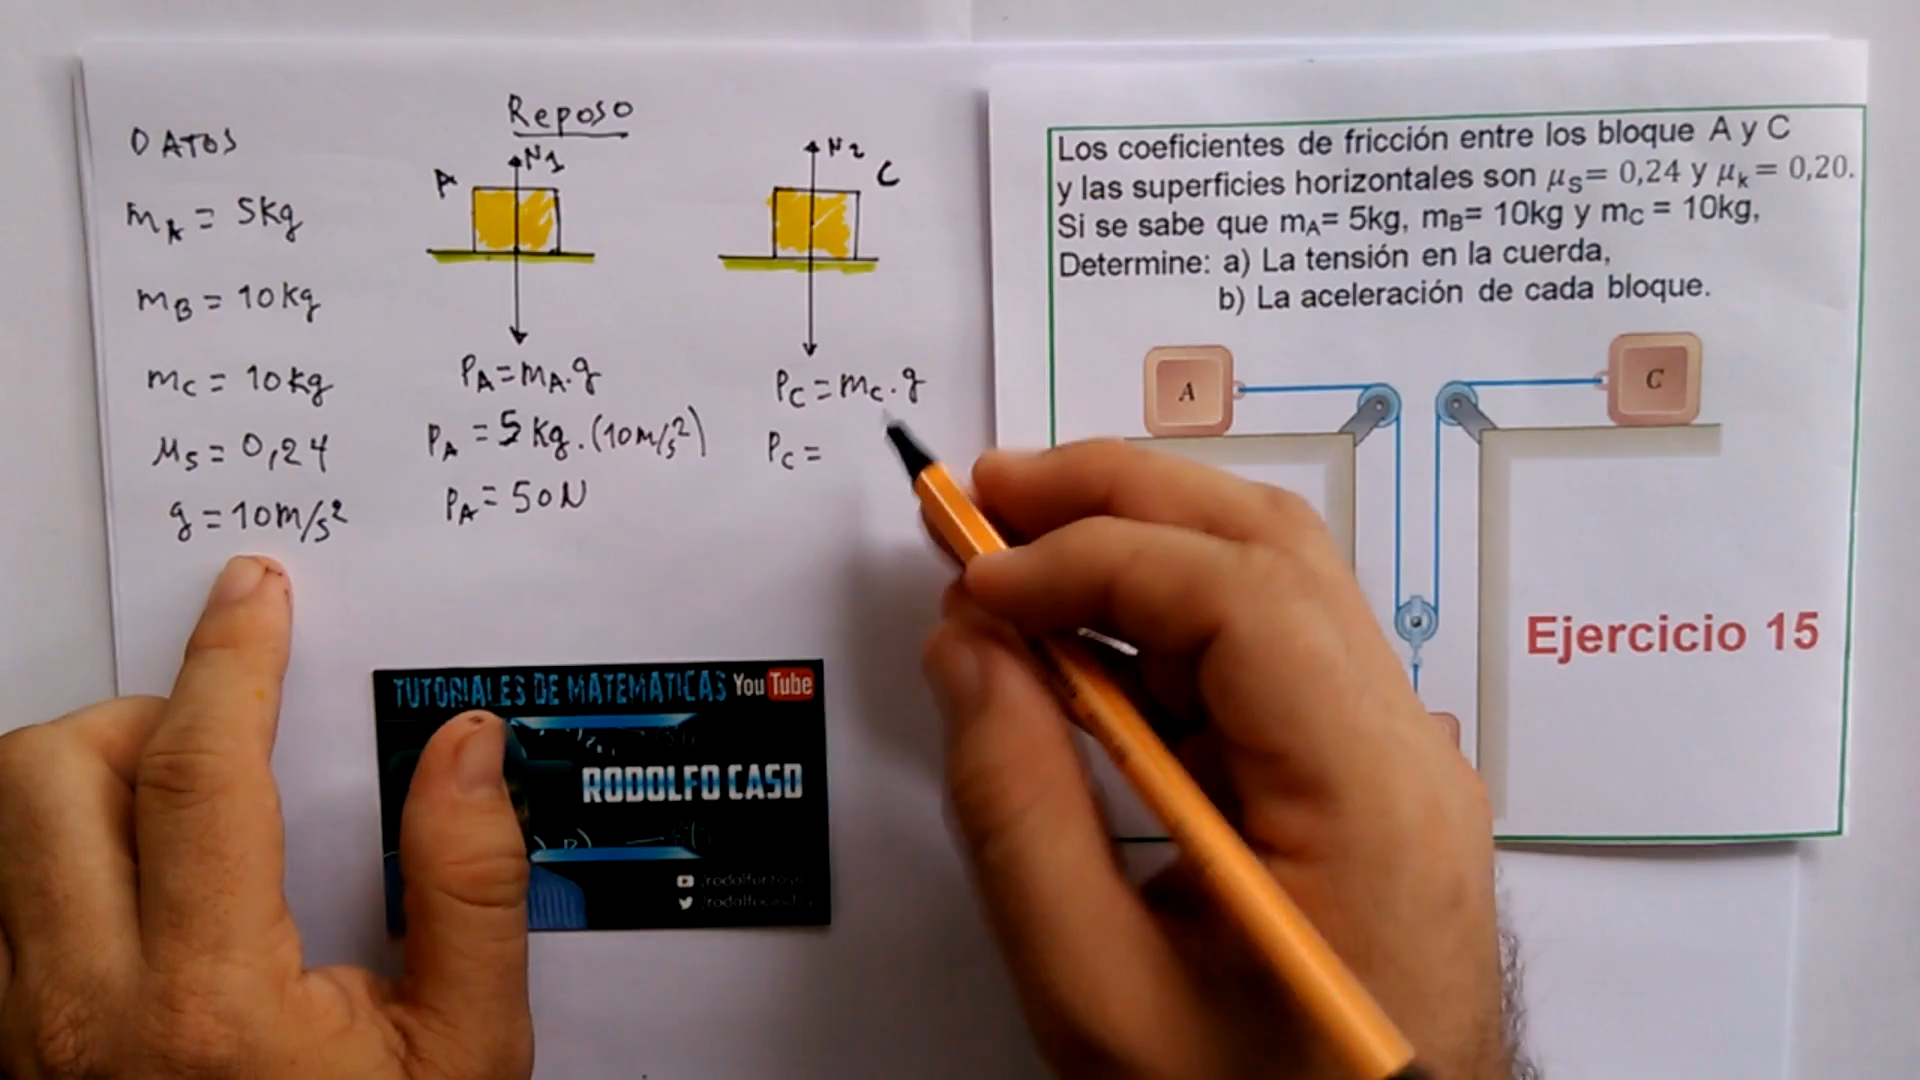 DATOS
mA = 5Kg
mB = 10kg
mC = 10kg
μs = 0,24
g = 10m/s²
Reposo
A
N1
PA = mA.g
PA = 5 Kg.(10m/s²)
PA = 50N
N2
C
PC = mC.g
PC =
Los coeficientes de fricción entre los bloque A y C
y las superficies horizontales son μs= 0,24 y μk = 0,20.
Si se sabe que mA= 5kg, mB= 10kg y mC = 10kg,
Determine: a) La tensión en la cuerda,
b) La aceleración de cada bloque.
A
C
Ejercicio 15
TUTORIALES DE MATEMATICAS YouTube
RODOLFO CASO